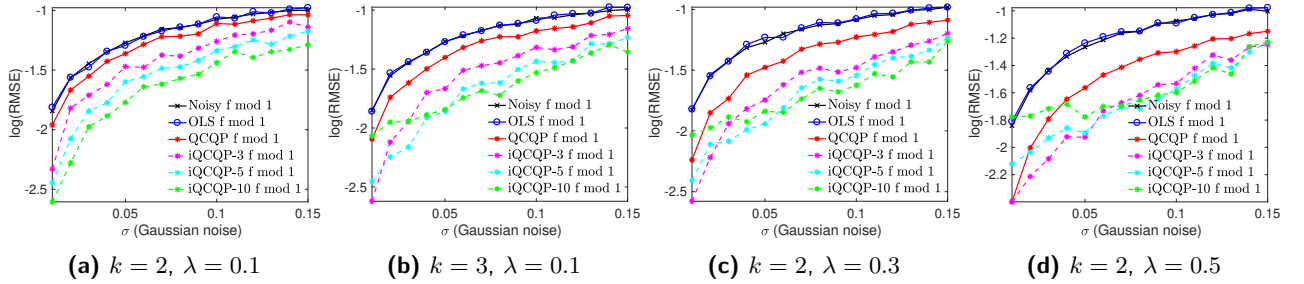 -1
-1.5
-2
-2.5
log(RMSE)
0.05
0.1
0.15
σ (Gaussian noise)
Noisy f mod 1
OLS f mod 1
QCQP f mod 1
iQCQP-3 f mod 1
iQCQP-5 f mod 1
iQCQP-10 f mod 1
(a) k = 2, λ = 0.1
-1
-1.5
-2
-2.5
log(RMSE)
0.05
0.1
0.15
σ (Gaussian noise)
Noisy f mod 1
OLS f mod 1
QCQP f mod 1
iQCQP-3 f mod 1
iQCQP-5 f mod 1
iQCQP-10 f mod 1
(b) k = 3, λ = 0.1
-1
-1.5
-2
-2.5
log(RMSE)
0.05
0.1
0.15
σ (Gaussian noise)
Noisy f mod 1
OLS f mod 1
QCQP f mod 1
iQCQP-3 f mod 1
iQCQP-5 f mod 1
iQCQP-10 f mod 1
(c) k = 2, λ = 0.3
-1
-1.2
-1.4
-1.6
-1.8
-2
-2.2
log(RMSE)
0.05
0.1
0.15
σ (Gaussian noise)
Noisy f mod 1
OLS f mod 1
QCQP f mod 1
iQCQP-3 f mod 1
iQCQP-5 f mod 1
iQCQP-10 f mod 1
(d) k = 2, λ = 0.5